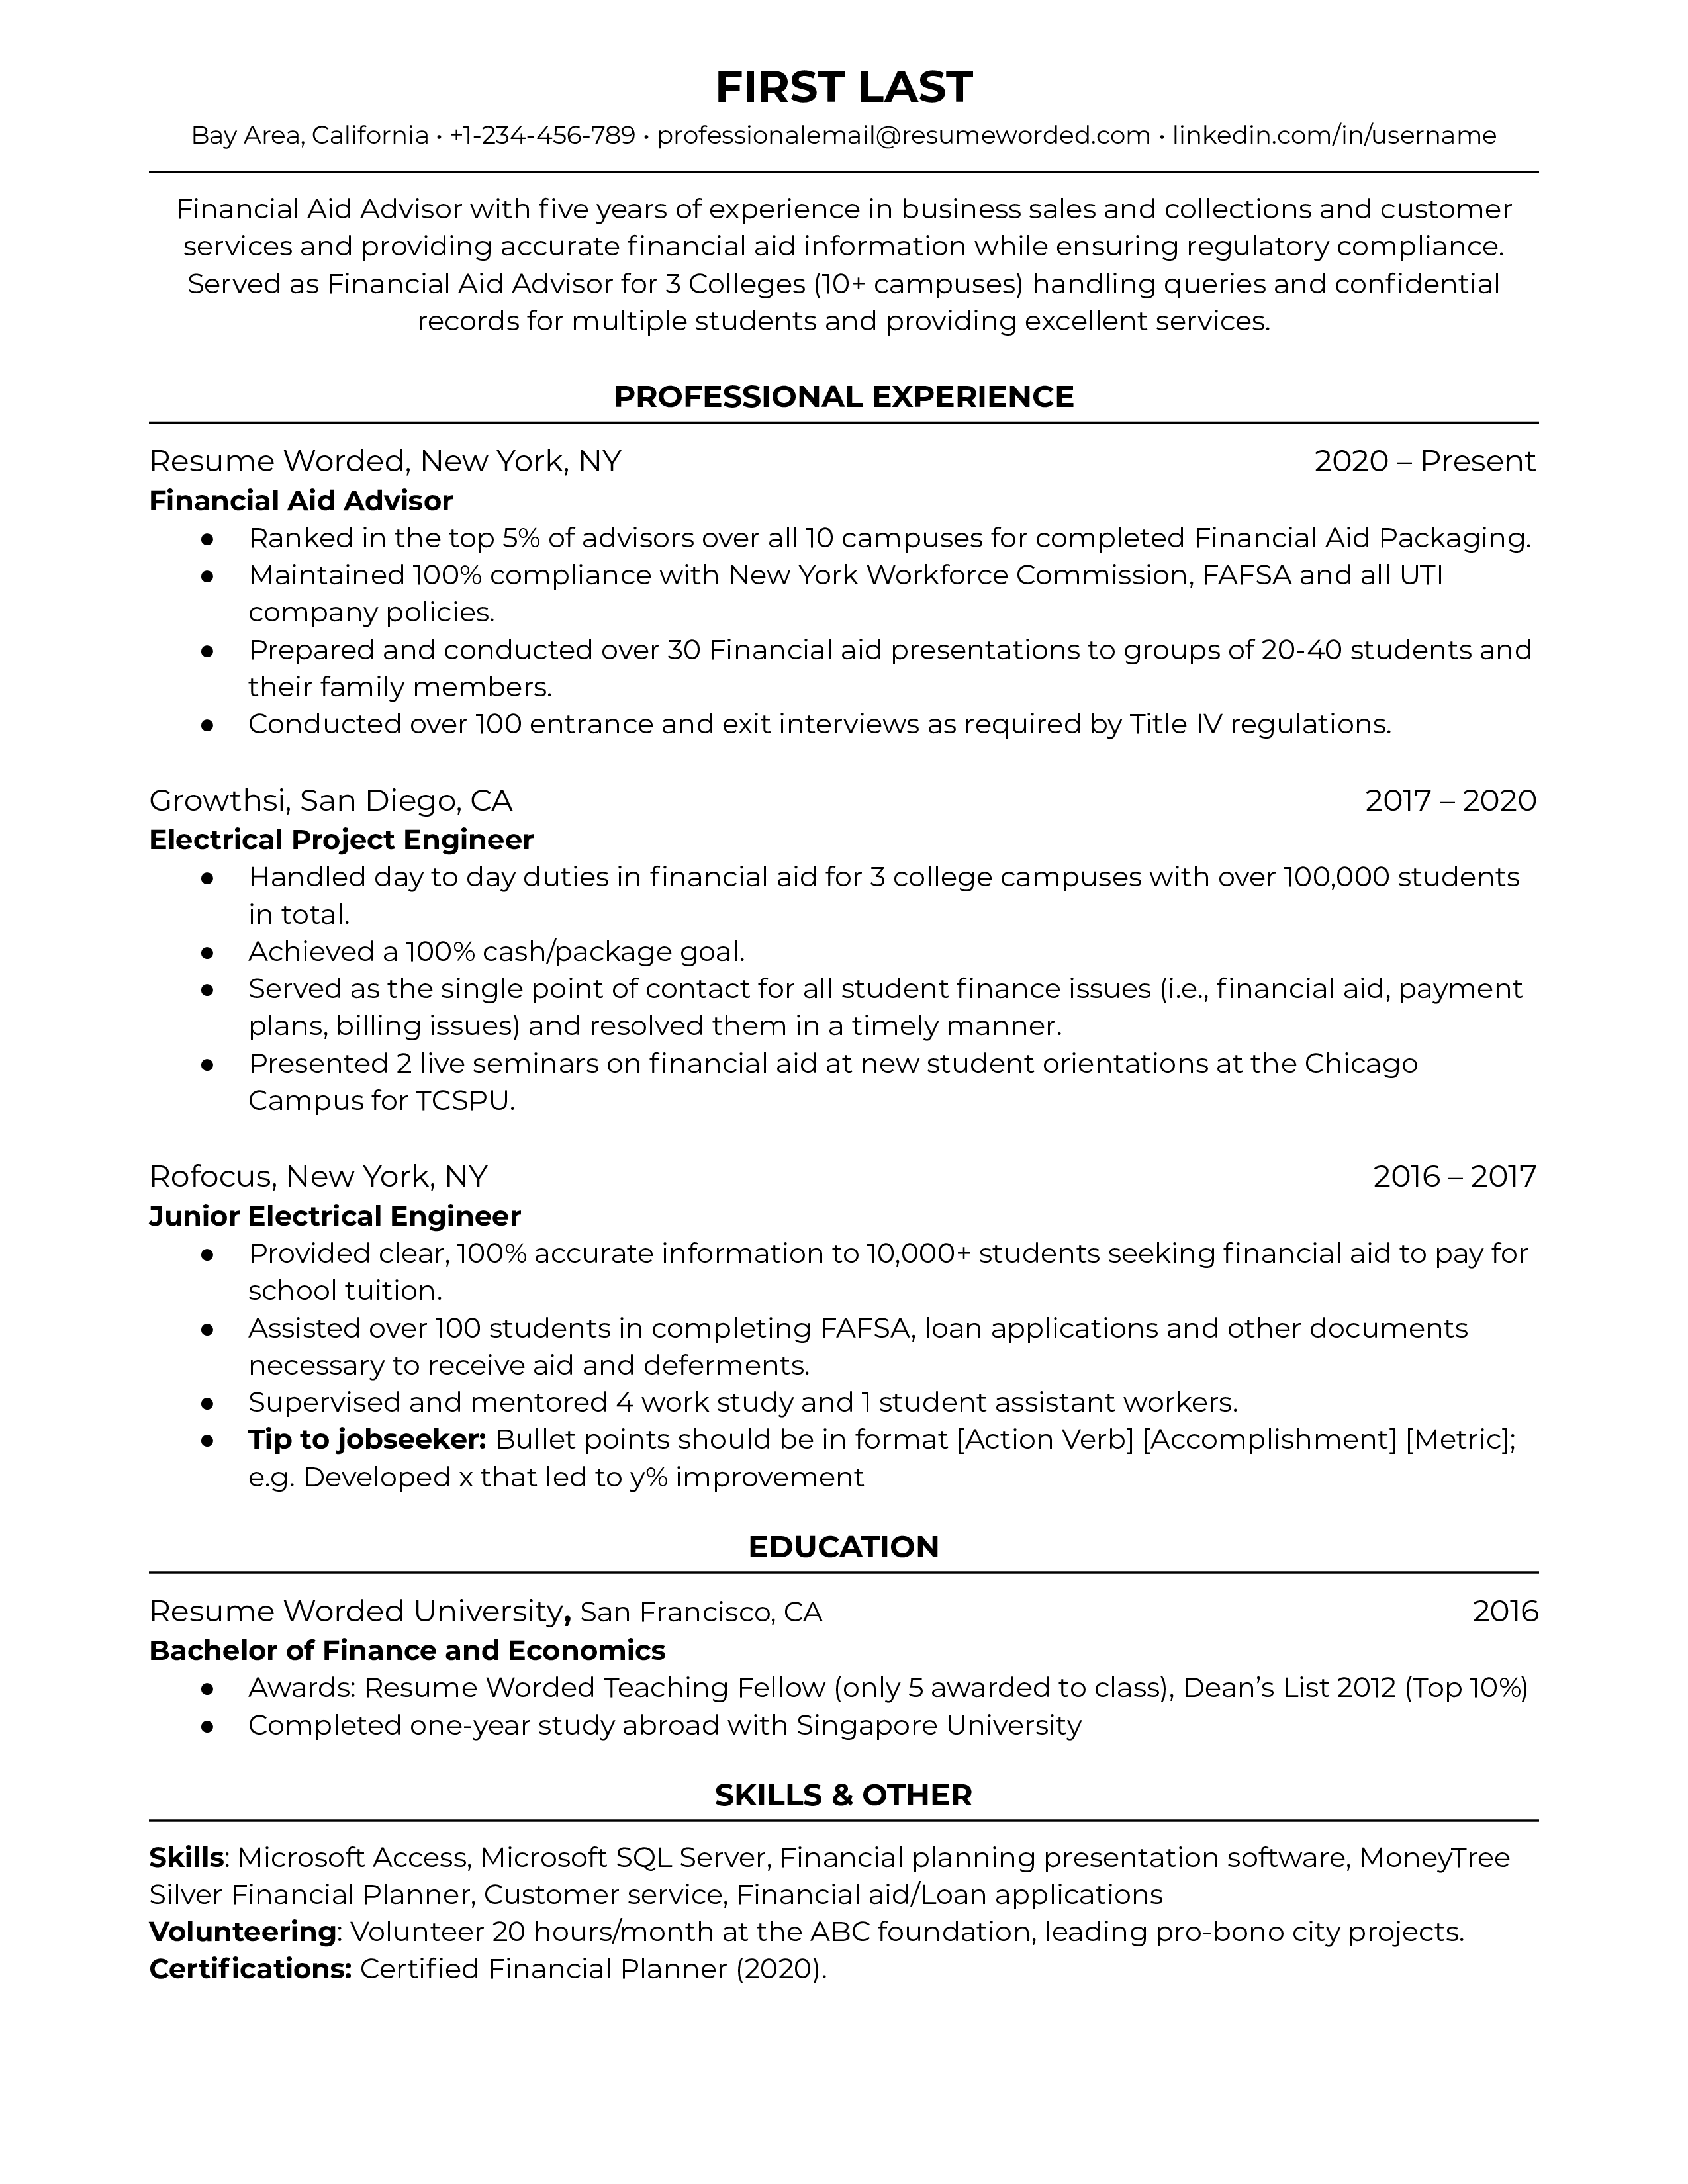 FIRST LAST
Bay Area, California • +1-234-456-789 • professionalemail@resumeworded.com • linkedin.com/in/username
Financial Aid Advisor with five years of experience in business sales and collections and customer
services and providing accurate financial aid information while ensuring regulatory compliance.
Served as Financial Aid Advisor for 3 Colleges (10+ campuses) handling queries and confidential
records for multiple students and providing excellent services.
PROFESSIONAL EXPERIENCE
Resume Worded, New York, NY 2020 – Present
Financial Aid Advisor
● Ranked in the top 5% of advisors over all 10 campuses for completed Financial Aid Packaging.
● Maintained 100% compliance with New York Workforce Commission, FAFSA and all UTI
company policies.
● Prepared and conducted over 30 Financial aid presentations to groups of 20-40 students and
their family members.
● Conducted over 100 entrance and exit interviews as required by Title IV regulations.
Growthsi, San Diego, CA 2017 – 2020
Electrical Project Engineer
● Handled day to day duties in financial aid for 3 college campuses with over 100,000 students
in total.
● Achieved a 100% cash/package goal.
● Served as the single point of contact for all student finance issues (i.e., financial aid, payment
plans, billing issues) and resolved them in a timely manner.
● Presented 2 live seminars on financial aid at new student orientations at the Chicago
Campus for TCSPU.
Rofocus, New York, NY 2016 – 2017
Junior Electrical Engineer
● Provided clear, 100% accurate information to 10,000+ students seeking financial aid to pay for
school tuition.
● Assisted over 100 students in completing FAFSA, loan applications and other documents
necessary to receive aid and deferments.
● Supervised and mentored 4 work study and 1 student assistant workers.
● Tip to jobseeker: Bullet points should be in format [Action Verb] [Accomplishment] [Metric];
e.g. Developed x that led to y% improvement
EDUCATION
Resume Worded University, San Francisco, CA 2016
Bachelor of Finance and Economics
● Awards: Resume Worded Teaching Fellow (only 5 awarded to class), Dean’s List 2012 (Top 10%)
● Completed one-year study abroad with Singapore University
SKILLS & OTHER
Skills: Microsoft Access, Microsoft SQL Server, Financial planning presentation software, MoneyTree
Silver Financial Planner, Customer service, Financial aid/Loan applications
Volunteering: Volunteer 20 hours/month at the ABC foundation, leading pro-bono city projects.
Certifications: Certified Financial Planner (2020).